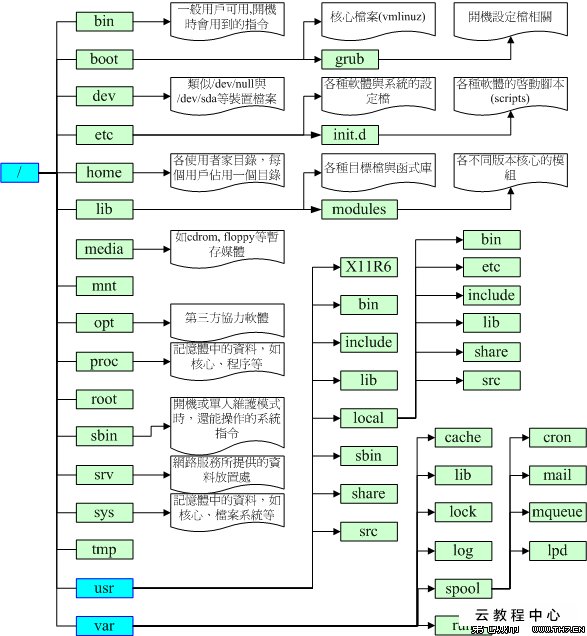 bin
一般用戶可用,開機
時會用到的指令
核心檔案(vmlinuz)
開機設定檔相關
boot
grub
dev
類似/dev/null與
/dev/sda等裝置檔案
各種軟體與系統的設
定檔
各種軟體的啓動腳本
(scripts)
etc
init.d
/
home
各使用者家目錄，每
個用戶佔用一個目錄
各種目標檔與函式庫
各不同版本核心的模
組
lib
modules
media
如cdrom, floppy等暫
存媒體
mnt
opt
第三方協力軟體
proc
記憶體中的資料，如
核心、程序等
root
sbin
開機或單人維護模式
時，還能操作的系統
指令
srv
網路服務所提供的資
料放置處
sys
記憶體中的資料，如
核心、檔案系統等
tmp
usr
var
X11R6
bin
include
lib
local
sbin
share
src
bin
etc
include
lib
share
src
cache
lib
lock
log
spool
cron
mail
mqueue
lpd
云教程中心
WWW.TH7.CN